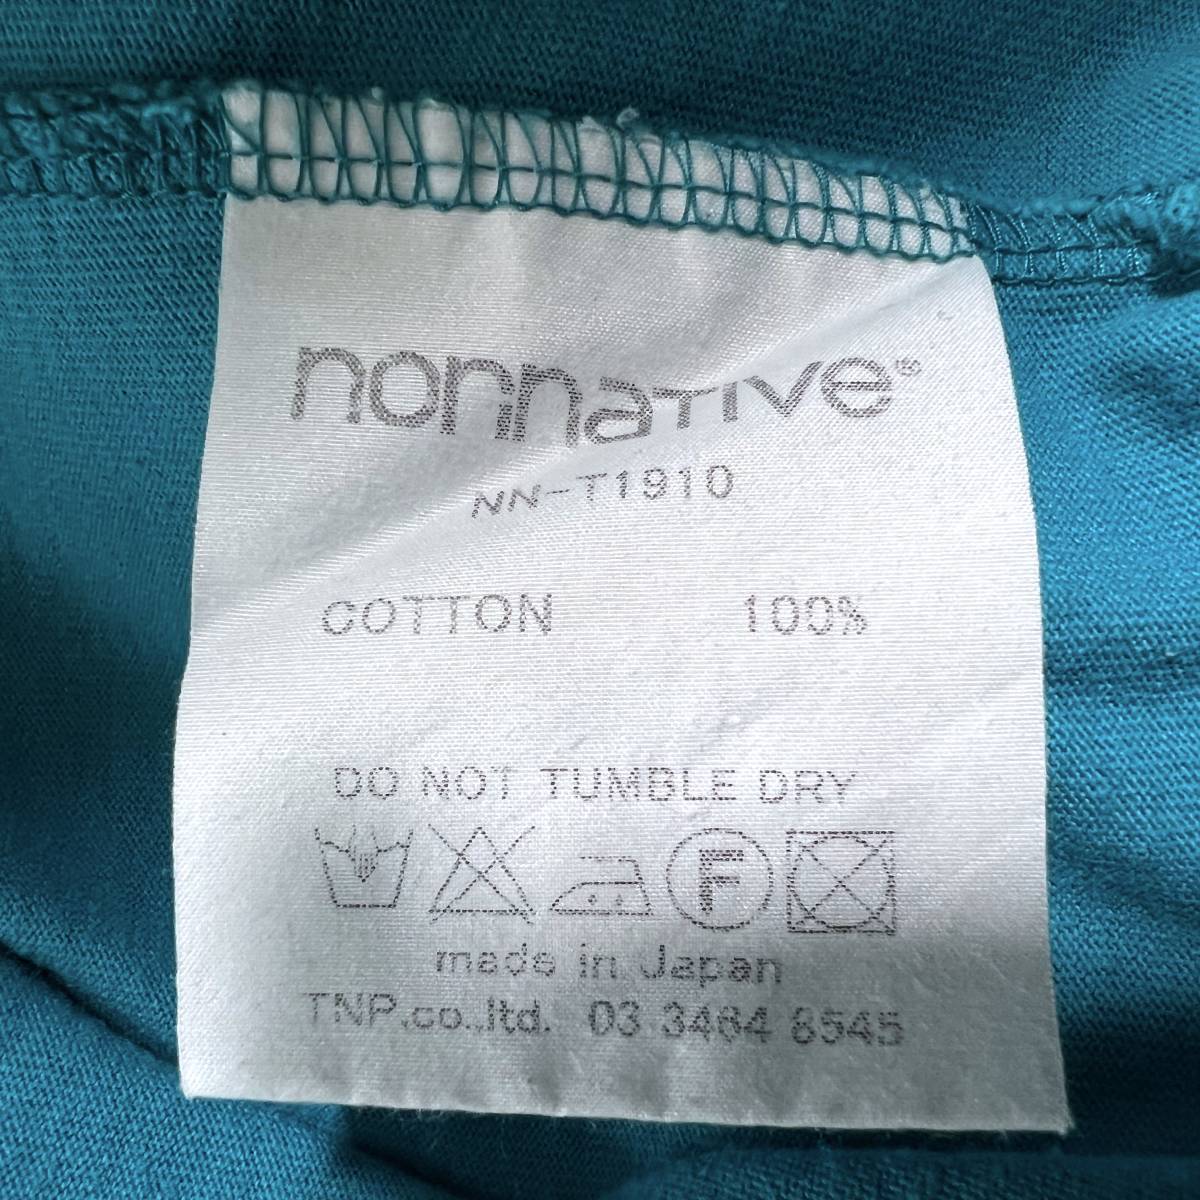 nonnative®
NN-T1910
COTTON 100%
DO NOT TUMBLE DRY
F
made in Japan
TNP.co.,ltd. 03 3464 8545